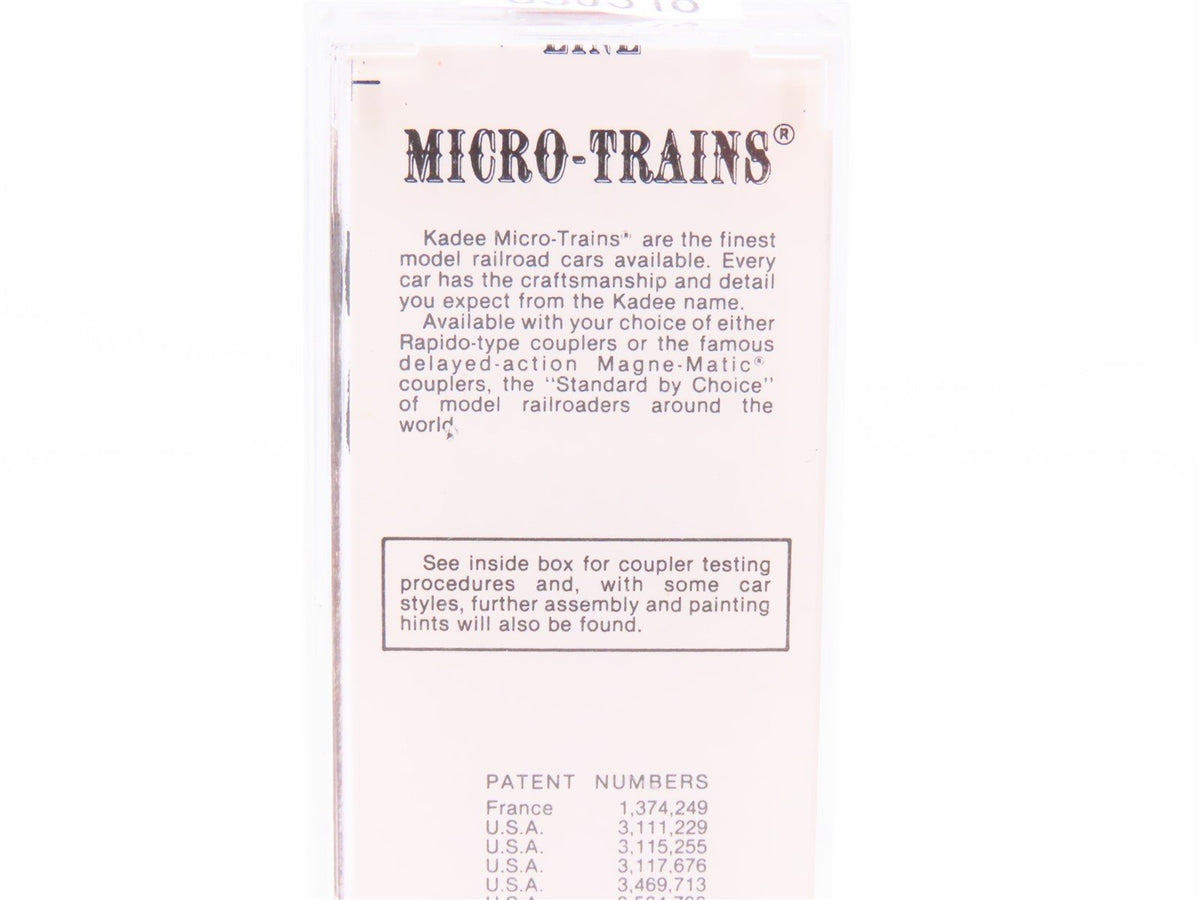 LINE
MICRO-TRAINS®
Kadee Micro-Trains® are the finest
model railroad cars available. Every
car has the craftsmanship and detail
you expect from the Kadee name.
Available with your choice of either
Rapido-type couplers or the famous
delayed-action Magne-Matic®
couplers, the "Standard by Choice"
of model railroaders around the
world.
See inside box for coupler testing
procedures and, with some car
styles, further assembly and painting
hints will also be found.
PATENT NUMBERS
France 1,374,249
U.S.A. 3,111,229
U.S.A. 3,115,255
U.S.A. 3,117,676
U.S.A. 3,469,713
U.S.A.